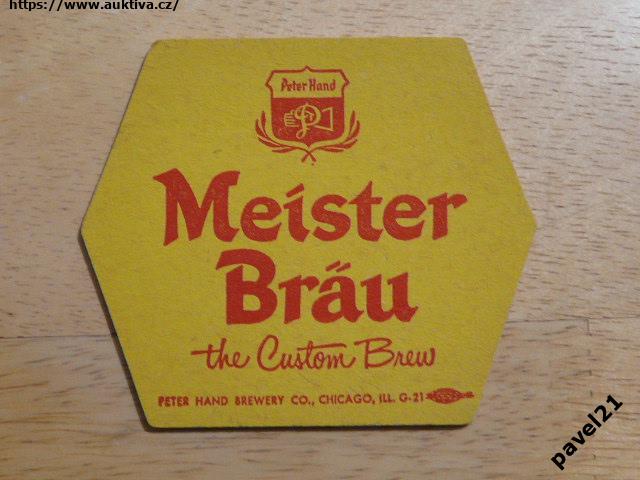 https://www.auktiva.cz/
Peter Hand
P
Meister
Bräu
the Custom Brew
PETER HAND BREWERY CO., CHICAGO, ILL. G-21
pavel21